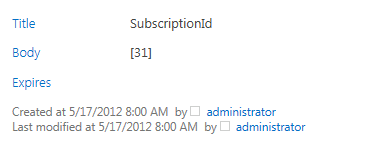 Title SubscriptionId
Body [31]
Expires
Created at 5/17/2012 8:00 AM by administrator
Last modified at 5/17/2012 8:00 AM by administrator